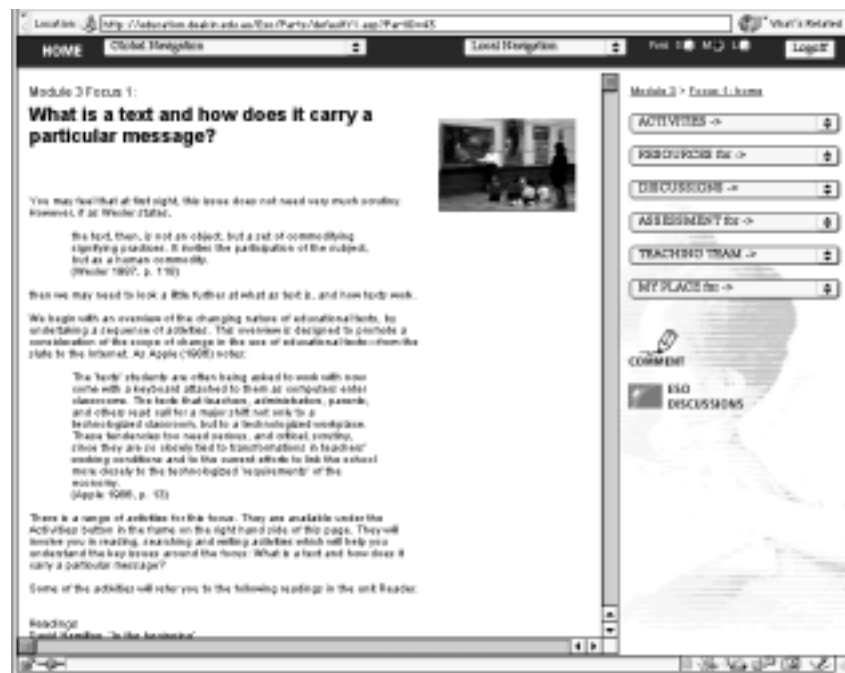 Location: http://education.deakin.edu.au/Eso/Parts/default/1.asp?PartID=43
What's Related
HOME
Global Navigation
Local Navigation
Font S M L
Logoff
Module 3 Focus 1:
What is a text and how does it carry a
particular message?
You may feel that at first sight, this issue does not need very much scrutiny.
However, if as states,
the text, then, is not an object, but a set of commodifying
signifying practices. It invites the participation of the subject,
but as a human commodity.
1997, p. 118)
then we may need to look a little further at what as text is, and how texts work.
We begin with an overview of the changing nature of educational texts, by
undertaking a sequence of activities. This overview is designed to promote a
consideration of the scope of change in the use of educational texts—from the
slate to the Internet. As Apple (1986) notes:
The 'texts' students are often being asked to work with now
come with a keyboard attached to them as computers enter
classrooms. The texts that teachers, administrators, parents,
and others read call for a major shift not only to a
technologized classroom, but to a technologized workplace.
These tendencies too need serious, and critical, scrutiny,
since they are so closely tied to transformations in teachers'
working conditions and to the current efforts to link the school
more closely to the technologized 'requirements' of the
economy.
(Apple 1986, p. 13)
There is a range of activities for this focus. They are available under the
Activities button in the frame on the right hand side of this page. They will
involve you in reading, searching and writing activities which will help you
understand the key issues around the focus: What is a text and how does it
carry a particular message?
Some of the activities will refer you to the following readings in the unit Reader.
Readings
David Hamilton, 'In the beginning'
Module 3 > Focus 1: home
ACTIVITIES ->
RESOURCES for ->
DISCUSSIONS ->
ASSESSMENT for ->
TEACHING TEAM ->
MY PLACE for ->
COMMENT
ESO
DISCUSSIONS